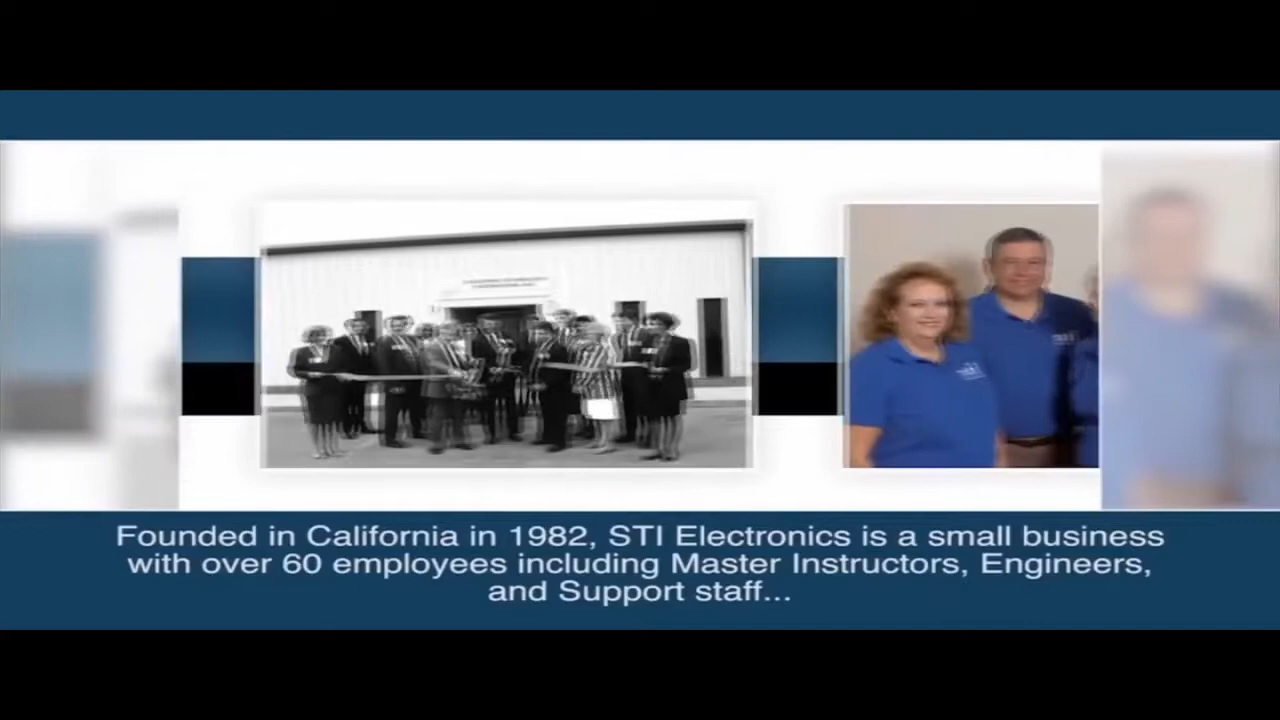 Founded in California in 1982, STI Electronics is a small business
with over 60 employees including Master Instructors, Engineers,
and Support staff...